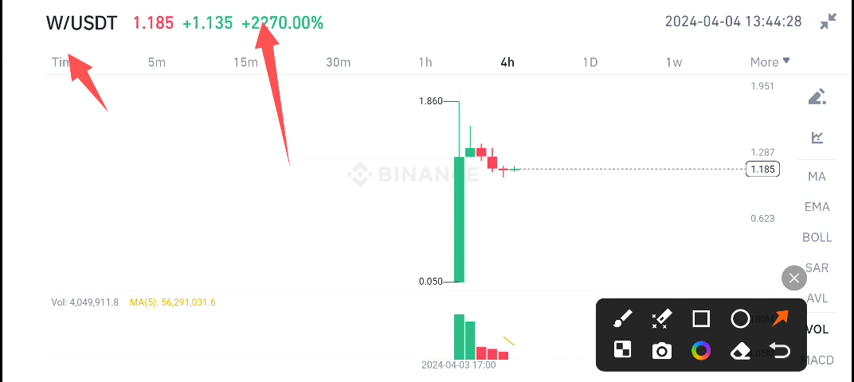 W/USDT 1.185 +1.135 +2270.00% 2024-04-04 13:44:28
Tim 5m 15m 30m 1h 4h 1D 1w More
1.951
1.860
1.287
BINANCE
1.185
MA
EMA
0.623
BOLL
SAR
0.050
AVL
Vol: 4,049,911.8 MA(5): 56,291,031.6
VOL
MACD
2024-04-03 17:00